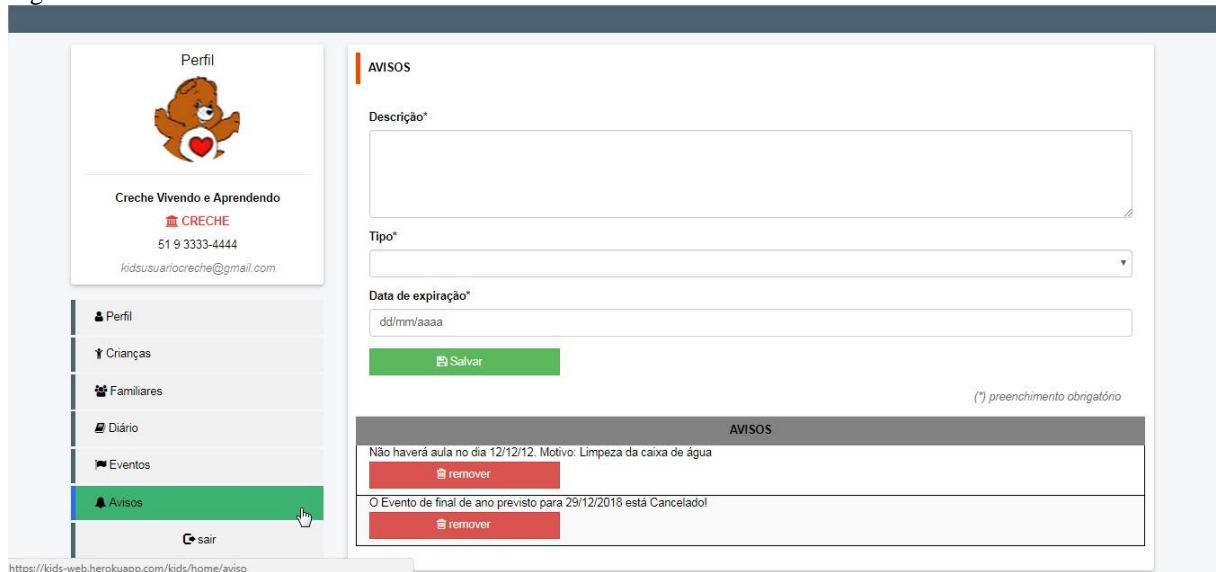 Perfil
Creche Vivendo e Aprendendo
CRECHE
51 9 3333-4444
kidsusuariocreche@gmail.com
Perfil
Crianças
Familiares
Diário
Eventos
Avisos
sair
https://kids-web.herokuapp.com/kids/home/aviso
AVISOS
Descrição*
Tipo*
Data de expiração*
dd/mm/aaaa
Salvar
(*) preenchimento obrigatório
AVISOS
Não haverá aula no dia 12/12/12. Motivo: Limpeza da caixa de água
remover
O Evento de final de ano previsto para 29/12/2018 está Cancelado!
remover